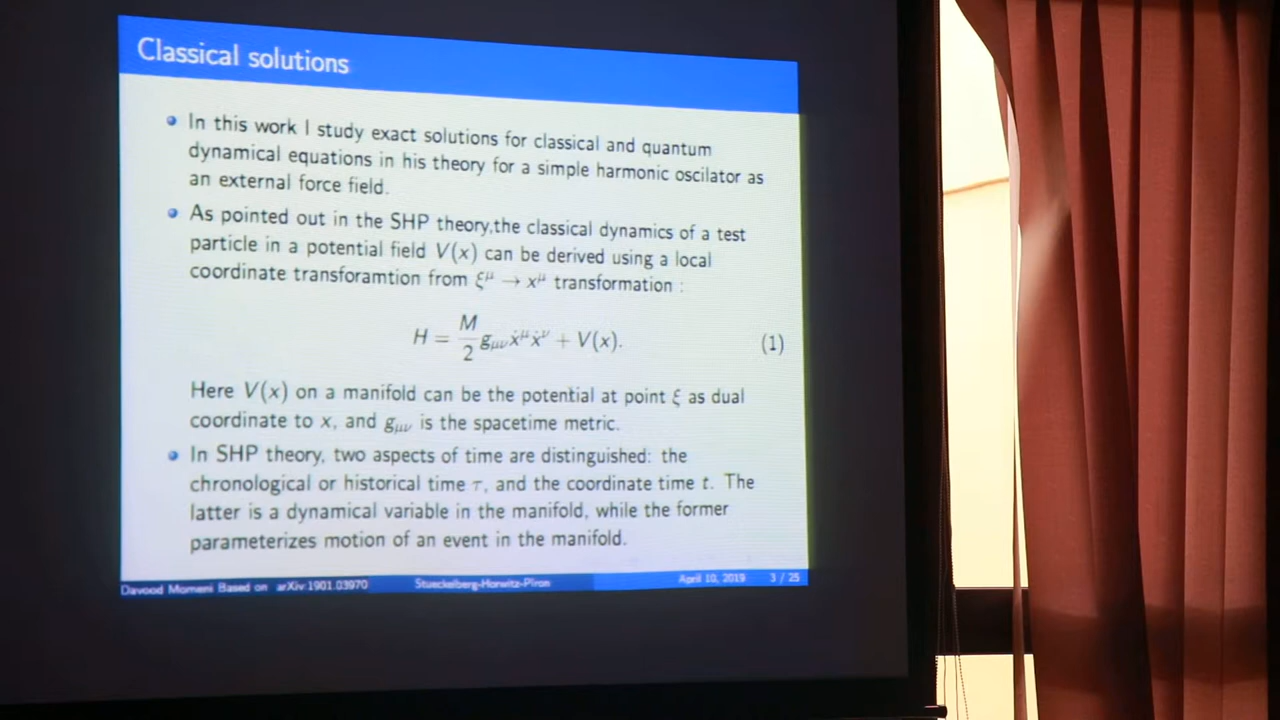 Classical solutions
In this work I study exact solutions for classical and quantum
dynamical equations in his theory for a simple harmonic oscilator as
an external force field.
As pointed out in the SHP theory,the classical dynamics of a test
particle in a potential field V(x) can be derived using a local
coordinate transforamtion from ξ^μ → x^μ transformation :
H = M/2 g_μν ẋ^μ ẋ^ν + V(x). (1)
Here V(x) on a manifold can be the potential at point ξ as dual
coordinate to x, and g_μν is the spacetime metric.
In SHP theory, two aspects of time are distinguished: the
chronological or historical time τ, and the coordinate time t. The
latter is a dynamical variable in the manifold, while the former
parameterizes motion of an event in the manifold.
Davood Momeni Based on arXiv:1901.03970 Stueckelberg-Horwitz-Piron April 10, 2019 3 / 25